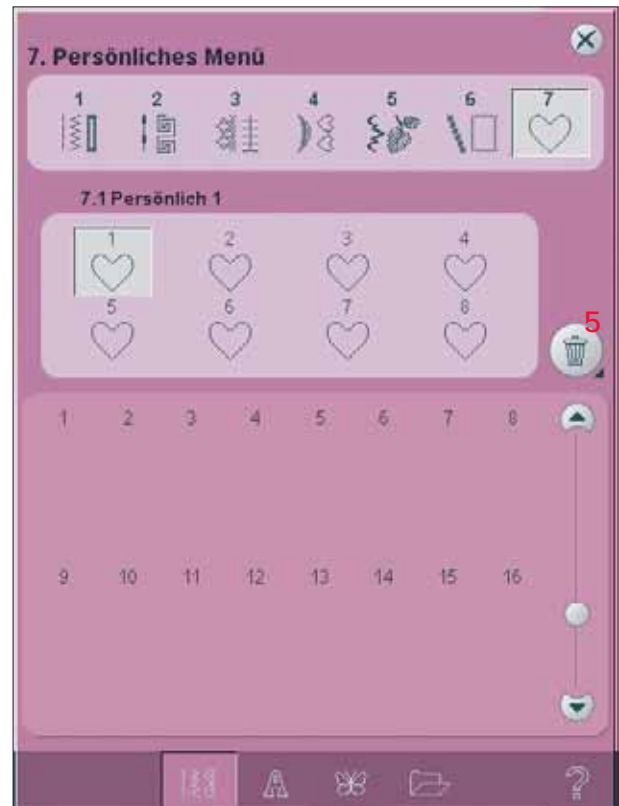 7. Persönliches Menü
1 2 3 4 5 6 7
7.1 Persönlich 1
1 2 3 4
5 6 7 8
5
1 2 3 4 5 6 7 8
9 10 11 12 13 14 15 16
A ?